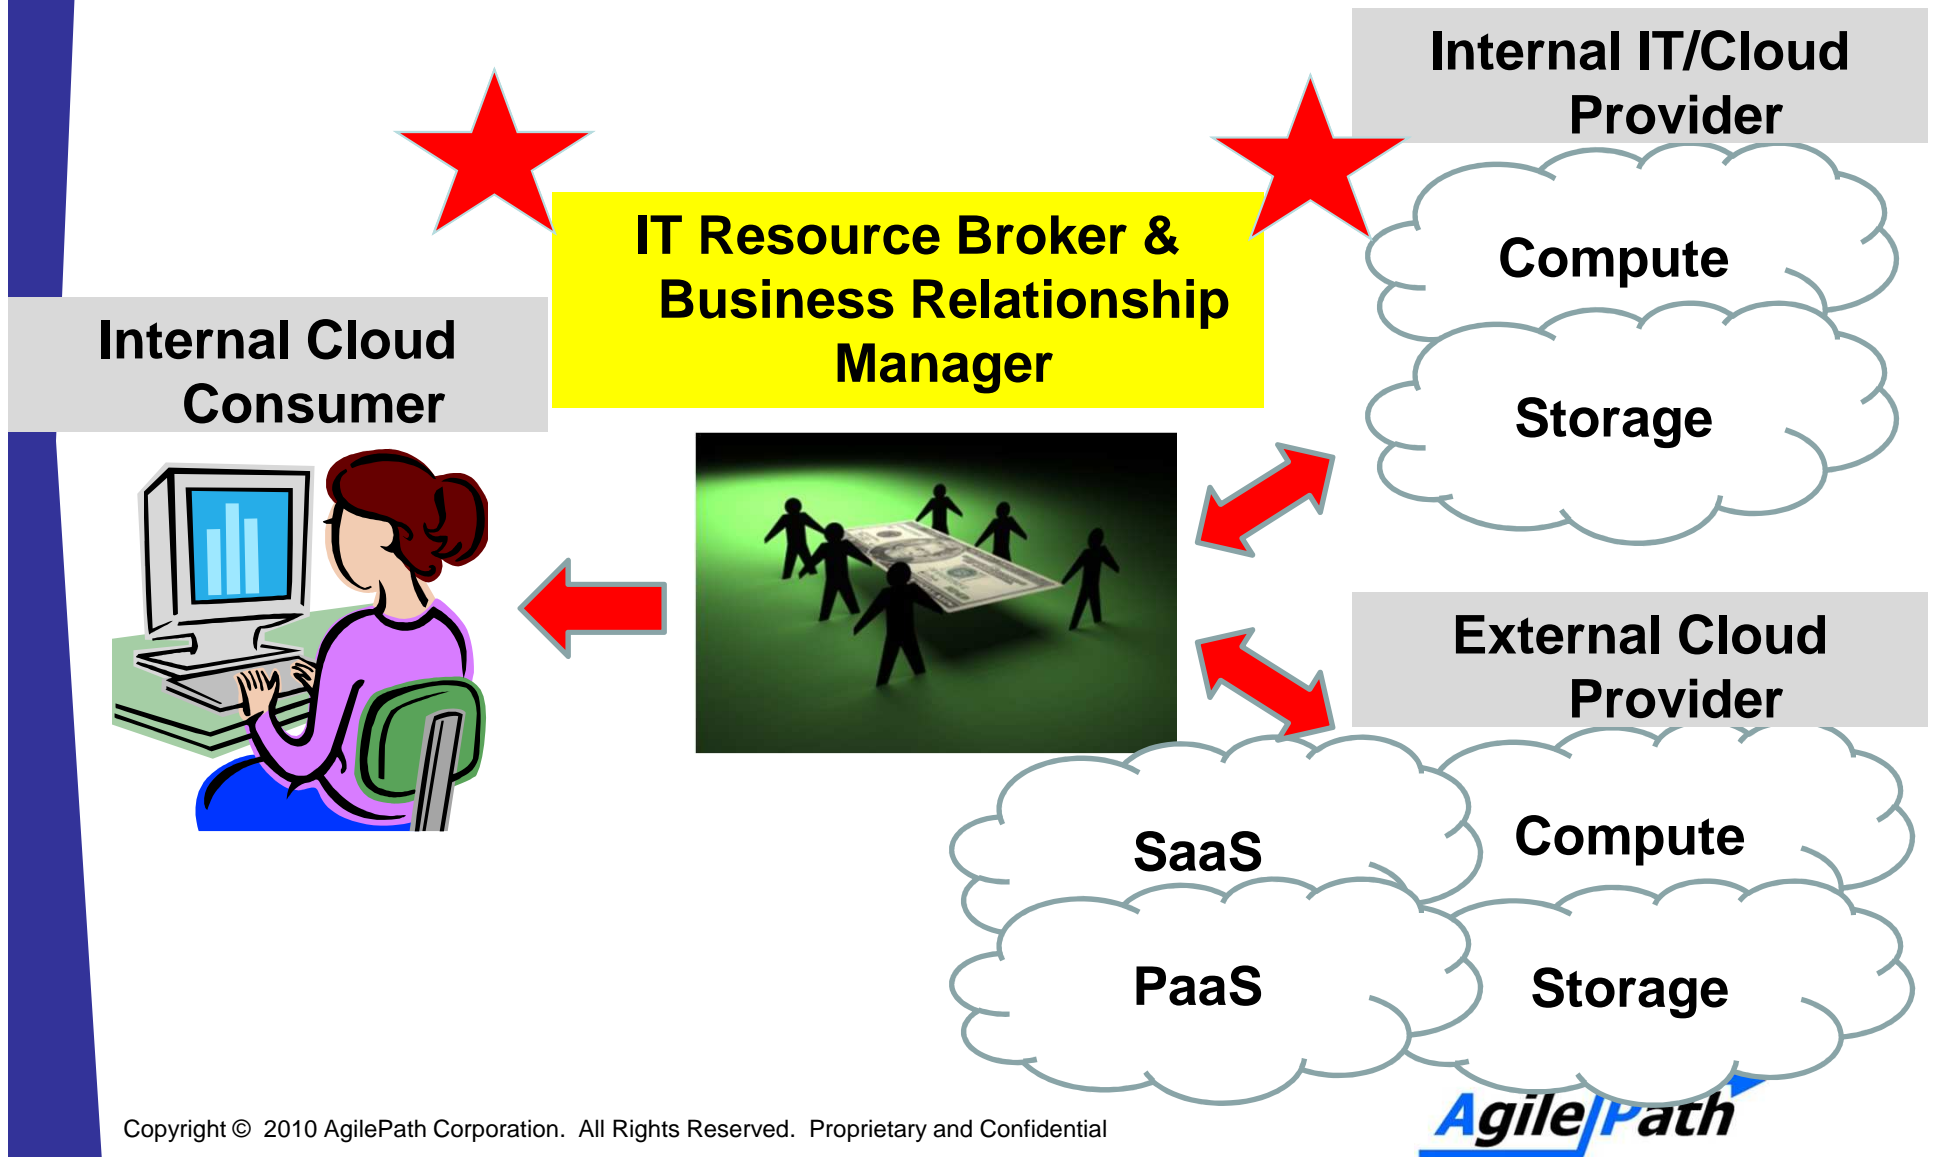 Internal IT/Cloud
Provider
Compute
Storage
IT Resource Broker &
Business Relationship
Manager
Internal Cloud
Consumer
External Cloud
Provider
SaaS
Compute
PaaS
Storage
Copyright © 2010 AgilePath Corporation. All Rights Reserved. Proprietary and Confidential
AgilePath